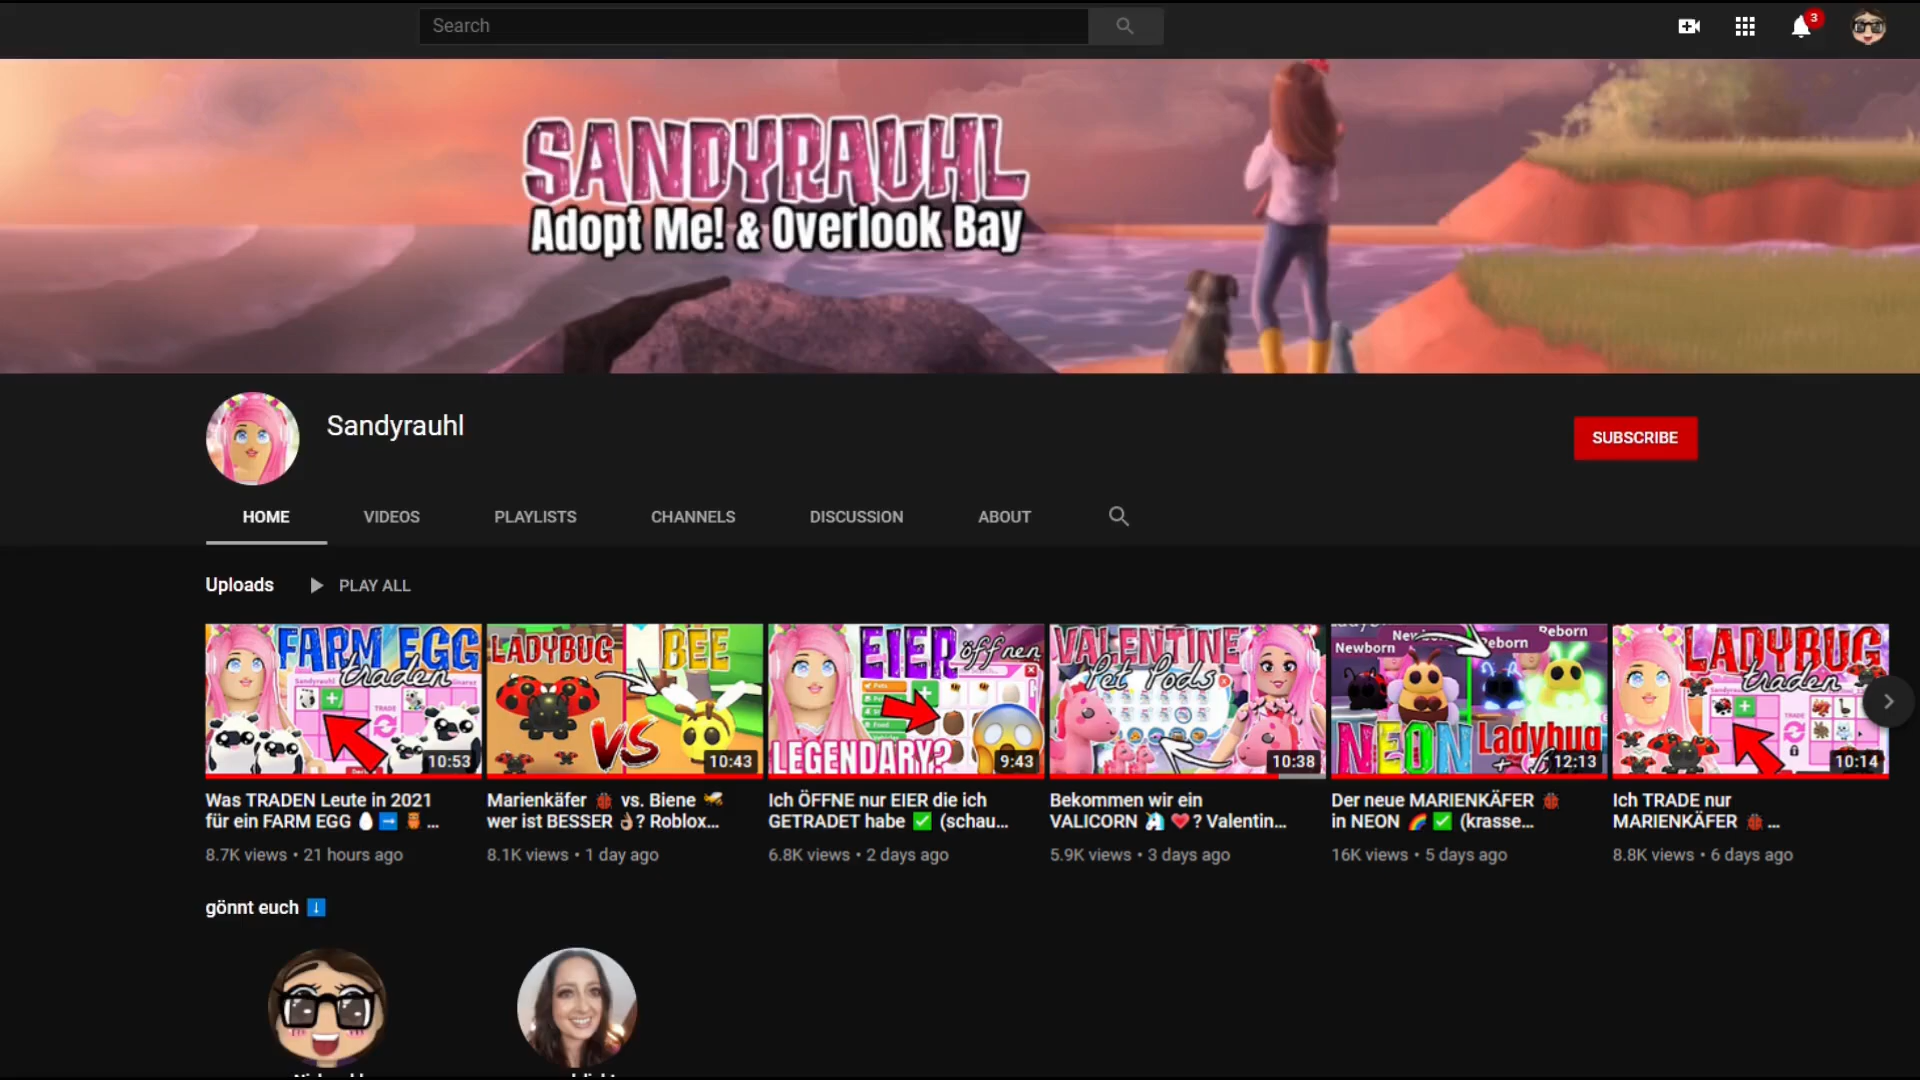 Search
3
SANDYRAUHL
Adopt Me! & Overlook Bay
Sandyrauhl
SUBSCRIBE
HOME VIDEOS PLAYLISTS CHANNELS DISCUSSION ABOUT
Uploads PLAY ALL
FARM EGG
traden
Sandyrauhl
TRADE
10:53
LADYBUG BEE
VS
10:43
EIER öffnen
LEGENDARY?
9:43
VALENTINE
Pet Pods
10:38
Newborn Reborn Reborn
Newborn
NEON Ladybug
12:13
LADYBUG
traden
TRADE
10:14
Was TRADEN Leute in 2021
für ein FARM EGG 🥚 ➡️ 🦉 ...
8.7K views • 21 hours ago
Marienkäfer 🐞 vs. Biene 🐝
wer ist BESSER 👌? Roblox...
8.1K views • 1 day ago
Ich ÖFFNE nur EIER die ich
GETRADET habe ✅ (schau...
6.8K views • 2 days ago
Bekommen wir ein
VALICORN 🦄 ❤️? Valentin...
5.9K views • 3 days ago
Der neue MARIENKÄFER 🐞
in NEON 🌈 ✅ (krasse...
16K views • 5 days ago
Ich TRADE nur
MARIENKÄFER 🐞 ...
8.8K views • 6 days ago
gönnt euch ⬇️